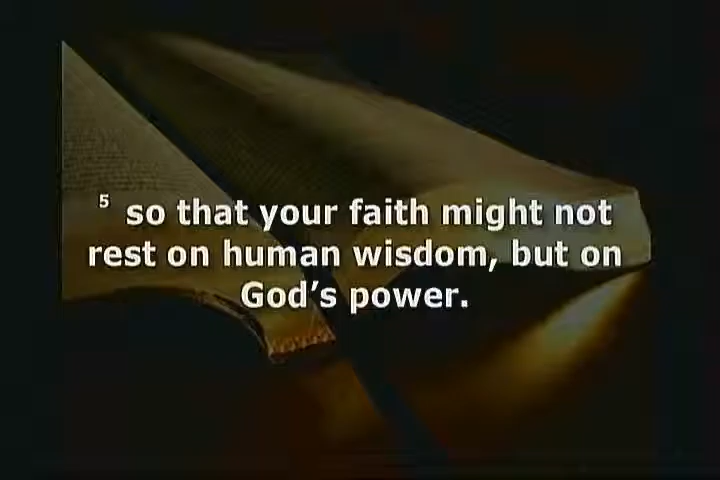 5 so that your faith might not
rest on human wisdom, but on
God's power.